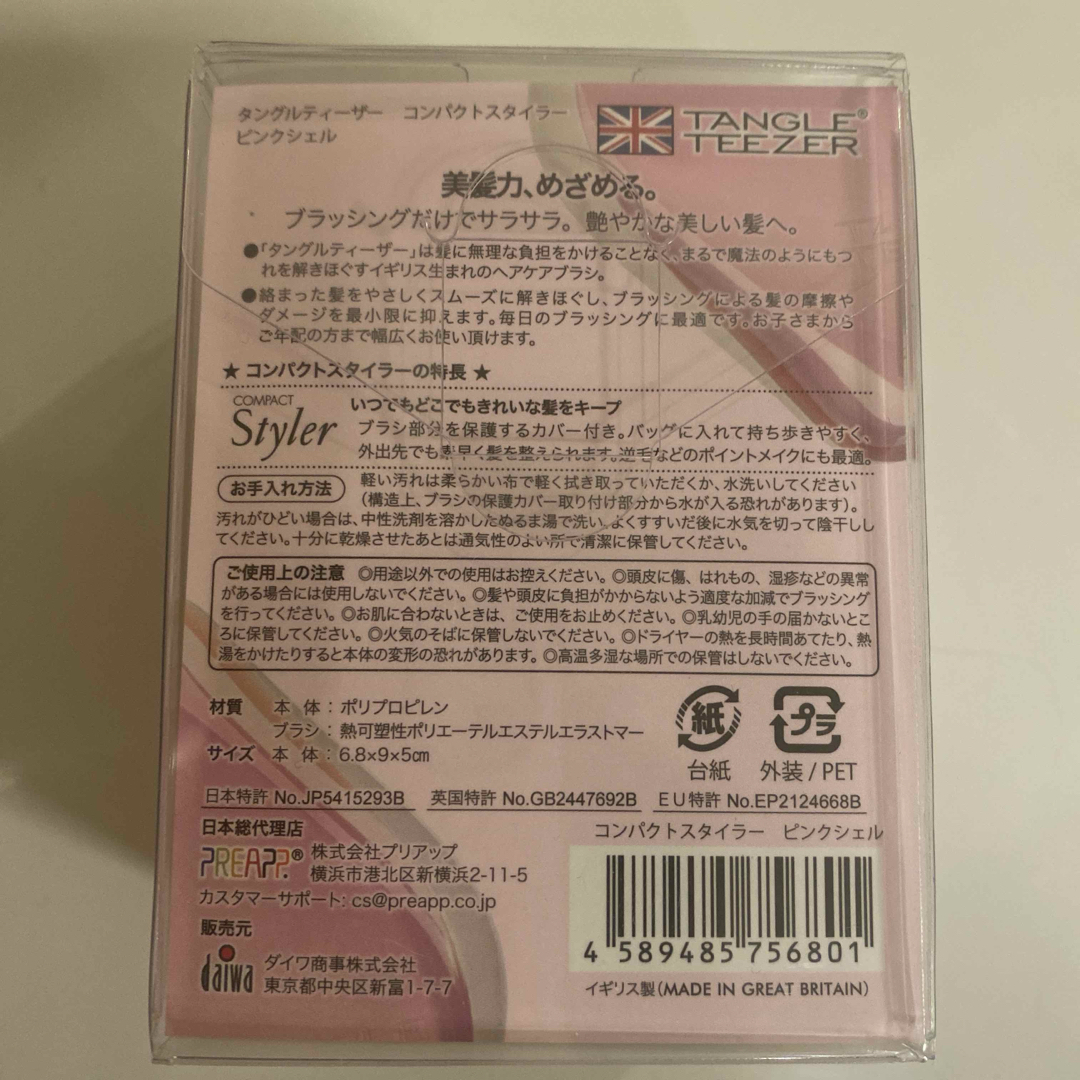 タングルティーザー　コンパクトスタイラー
ピンクシェル
TANGLE®
TEEZER
美髪力、めざめる。
ブラッシングだけでサラサラ。艶やかな美しい髪へ。
●「タングルティーザー」は髪に無理な負担をかけることなく、まるで魔法のようにもつ
れを解きほぐすイギリス生まれのヘアケアブラシ。
●絡まった髪をやさしくスムーズに解きほぐし、ブラッシングによる髪の摩擦や
ダメージを最小限に抑えます。毎日のブラッシングに最適です。お子さまから
ご年配の方まで幅広くお使い頂けます。
★ コンパクトスタイラーの特長 ★
COMPACT
Styler
いつでもどこでもきれいな髪をキープ
ブラシ部分を保護するカバー付き。バッグに入れて持ち歩きやすく、
外出先でも素早く髪を整えられます。逆毛などのポイントメイクにも最適。
お手入れ方法
軽い汚れは柔らかい布で軽く拭き取っていただくか、水洗いしてください
（構造上、ブラシの保護カバー取り付け部分から水が入る恐れがあります）。
汚れがひどい場合は、中性洗剤を溶かしたぬるま湯で洗い、よくすすいだ後に水気を切って陰干し
してください。十分に乾燥させたあとは通気性のよい所で清潔に保管してください。
ご使用上の注意　◎用途以外での使用はお控えください。◎頭皮に傷、はれもの、湿疹などの異常
がある場合には使用しないでください。◎髪や頭皮に負担がかからないよう適度な加減でブラッシング
を行ってください。◎お肌に合わないときは、ご使用をお止めください。◎乳幼児の手の届かないとこ
ろに保管してください。◎火気のそばに保管しないでください。◎ドライヤーの熱を長時間あてたり、熱
湯をかけたりすると本体の変形の恐れがあります。◎高温多湿な場所での保管はしないでください。
材質　本 体：ポリプロピレン
ブラシ：熱可塑性ポリエーテルエステルエラストマー
サイズ　本 体：6.8×9×5㎝
紙
台紙
プラ
外装 / PET
日本特許 No.JP5415293B　英国特許 No.GB2447692B　ＥＵ特許 No.EP2124668B
日本総代理店
PREAPP®
株式会社プリアップ
横浜市港北区新横浜2-11-5
カスタマーサポート: cs@preapp.co.jp
販売元
daiwa
ダイワ商事株式会社
東京都中央区新富1-7-7
コンパクトスタイラー　ピンクシェル
4 589485 756801
イギリス製（MADE IN GREAT BRITAIN）